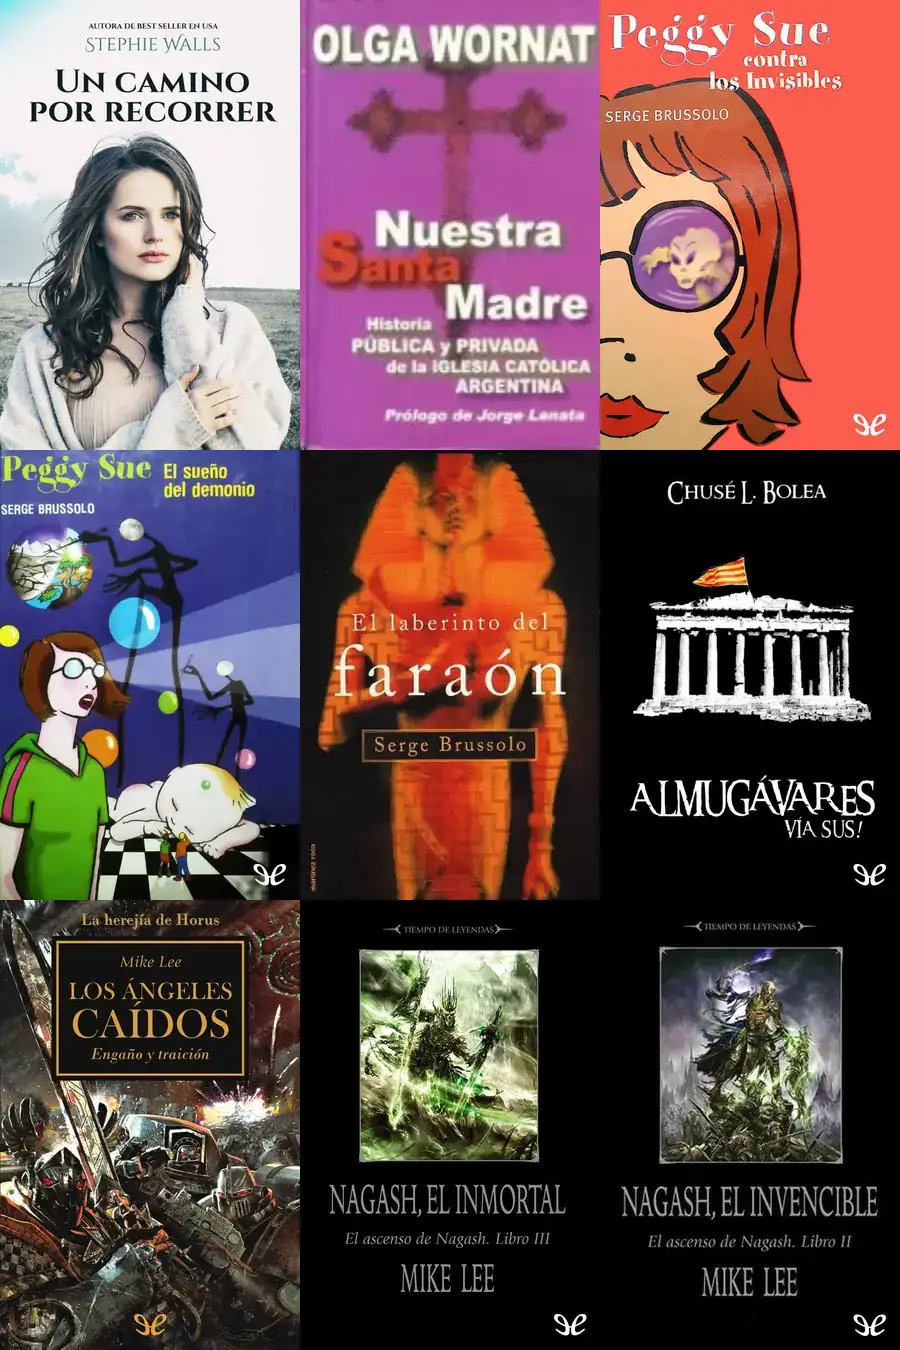 AUTORA DE BEST SELLER EN USA
STEPHIE WALLS
UN CAMINO
POR RECORRER
OLGA WORNAT
Nuestra
Santa
Madre
Historia
PÚBLICA y PRIVADA
de la IGLESIA CATÓLICA
ARGENTINA
Prólogo de Jorge Lanata
Peggy Sue
contra
los Invisibles
SERGE BRUSSOLO
Peggy Sue
El sueño
del demonio
SERGE BRUSSOLO
El laberinto del
faraón
Serge Brussolo
CHUSÉ L. BOLEA
ALMUGÁVARES
VÍA SUS!
La herejía de Horus
Mike Lee
LOS ÁNGELES
CAÍDOS
Engaño y traición
TIEMPO DE LEYENDAS
NAGASH, EL INMORTAL
El ascenso de Nagash. Libro III
MIKE LEE
TIEMPO DE LEYENDAS
NAGASH, EL INVENCIBLE
El ascenso de Nagash. Libro II
MIKE LEE